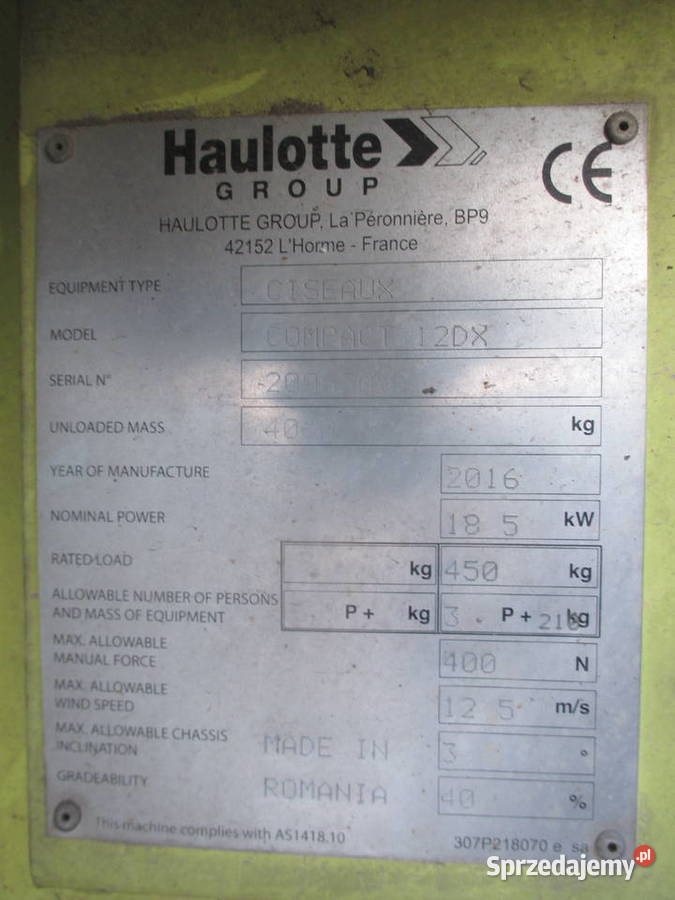 Haulotte
GROUP
CE
HAULOTTE GROUP, La Péronnière, BP9
42152 L'Horme - France
EQUIPMENT TYPE CISEAUX
MODEL COMPACT 12DX
SERIAL N°
UNLOADED MASS kg
YEAR OF MANUFACTURE 2016
NOMINAL POWER 18 5 kW
RATED LOAD kg 450 kg
ALLOWABLE NUMBER OF PERSONS
AND MASS OF EQUIPMENT P + kg 3 P + 210 kg
MAX. ALLOWABLE
MANUAL FORCE 400 N
MAX. ALLOWABLE
WIND SPEED 12 5 m/s
MAX. ALLOWABLE CHASSIS
INCLINATION MADE IN 3 °
GRADEABILITY ROMANIA 40 %
This machine complies with AS1418.10 307P218070 e sa
Sprzedajemy.pl